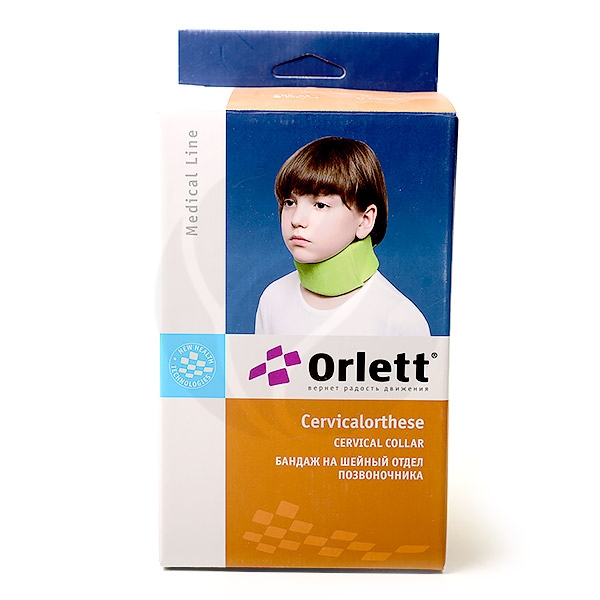 Medical Line
NEW HEALTH
TECHNOLOGIES
Orlett®
вернет радость движения
Cervicalorthese
CERVICAL COLLAR
БАНДАЖ НА ШЕЙНЫЙ ОТДЕЛ
ПОЗВОНОЧНИКА